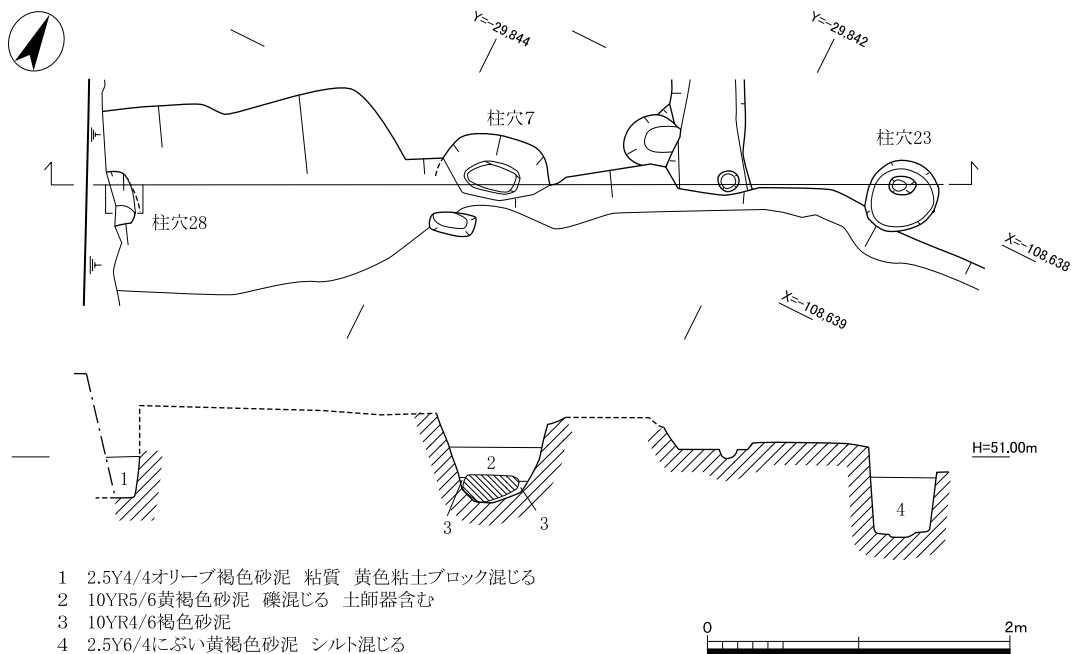 Y=-29,844
Y=-29,842
柱穴7
柱穴23
柱穴28
X=-108,638
X=-108,639
H=51.00m
1
2
3
3
4
1 2.5Y4/4オリーブ褐色砂泥 粘質 黄色粘土ブロック混じる
2 10YR5/6黄褐色砂泥 礫混じる 土師器含む
3 10YR4/6褐色砂泥
4 2.5Y6/4にぶい黄褐色砂泥 シルト混じる
0
2m